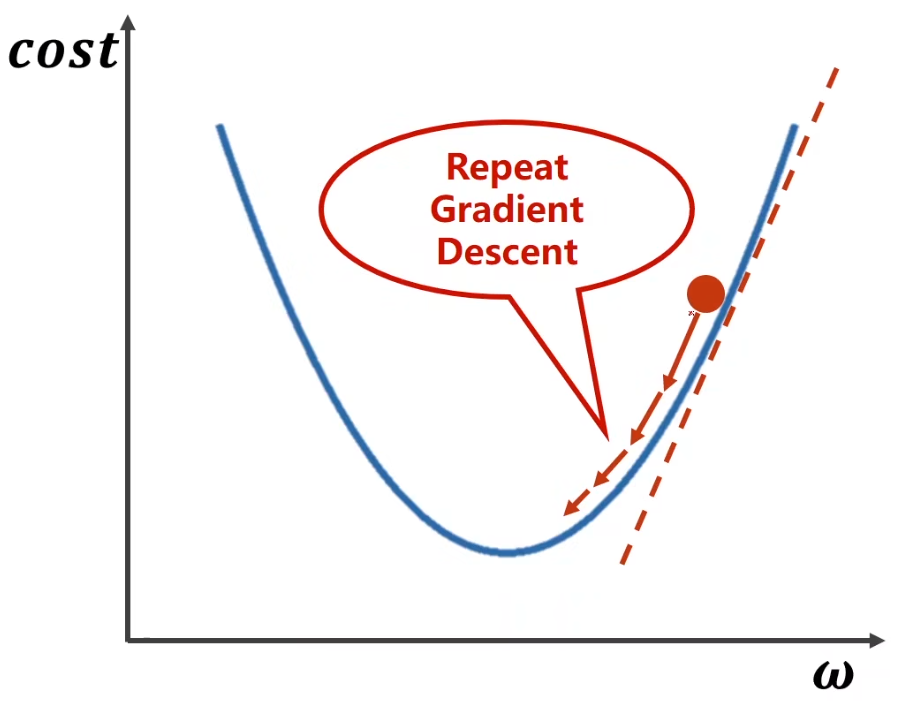 cost
Repeat
Gradient
Descent
ω